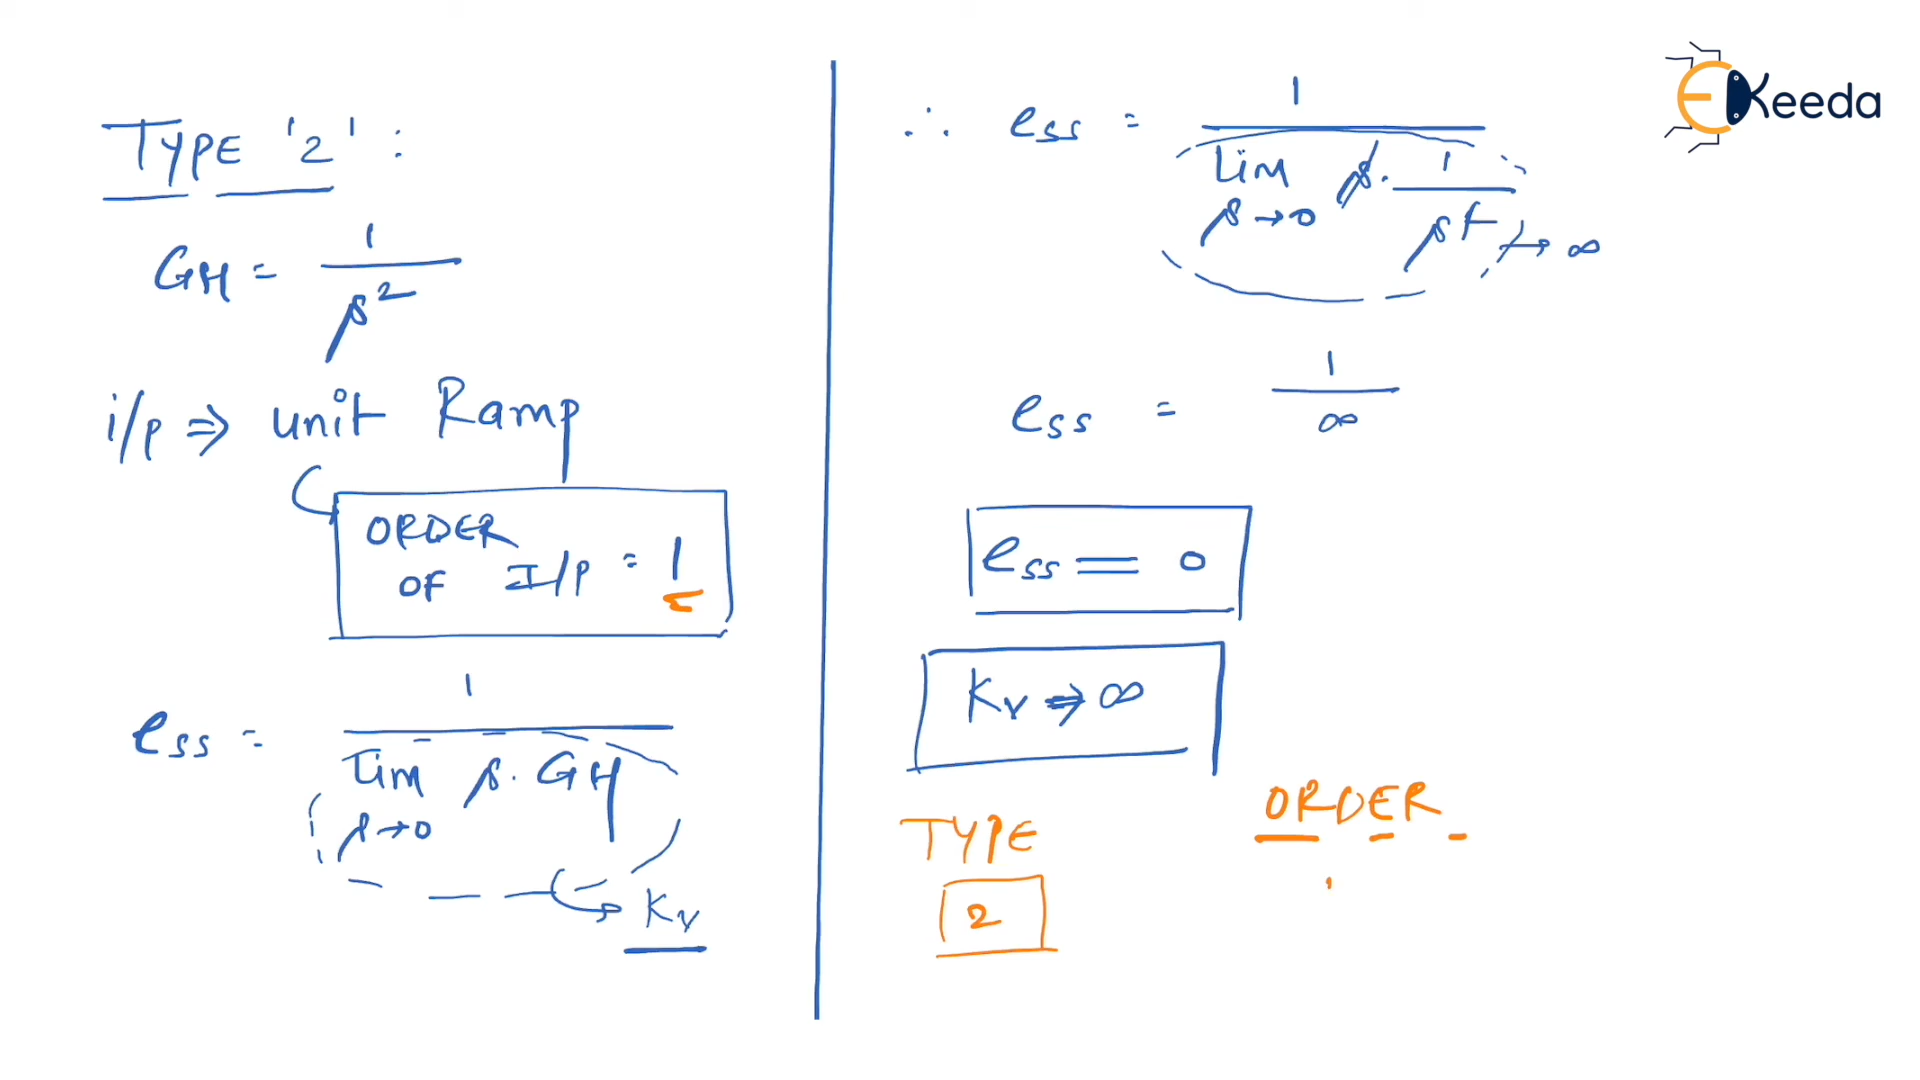 TYPE '2' :
GH = 1 / s²
i/p ⇒ unit Ramp
ORDER
OF I/p = 1
ess = 1 / Lim s→0 s. GH
Kv
∴ ess = 1 / Lim s→0 s. 1 / s² → ∞
ess = 1 / ∞
ess = 0
Kv ⇒ ∞
TYPE
2
ORDER
EKeeda